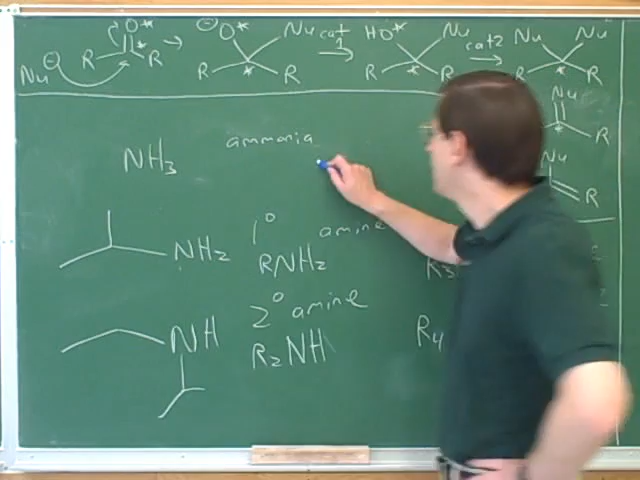 ⊖O* Nu Nu Nu
O* HO*
cat 1 cat 2
Nu⊖ R R R R R R R R
Nu
R
NH3 ammonia
Nu
R
1° amine
NH2 RNH2 R3
2° amine
NH R2NH R4